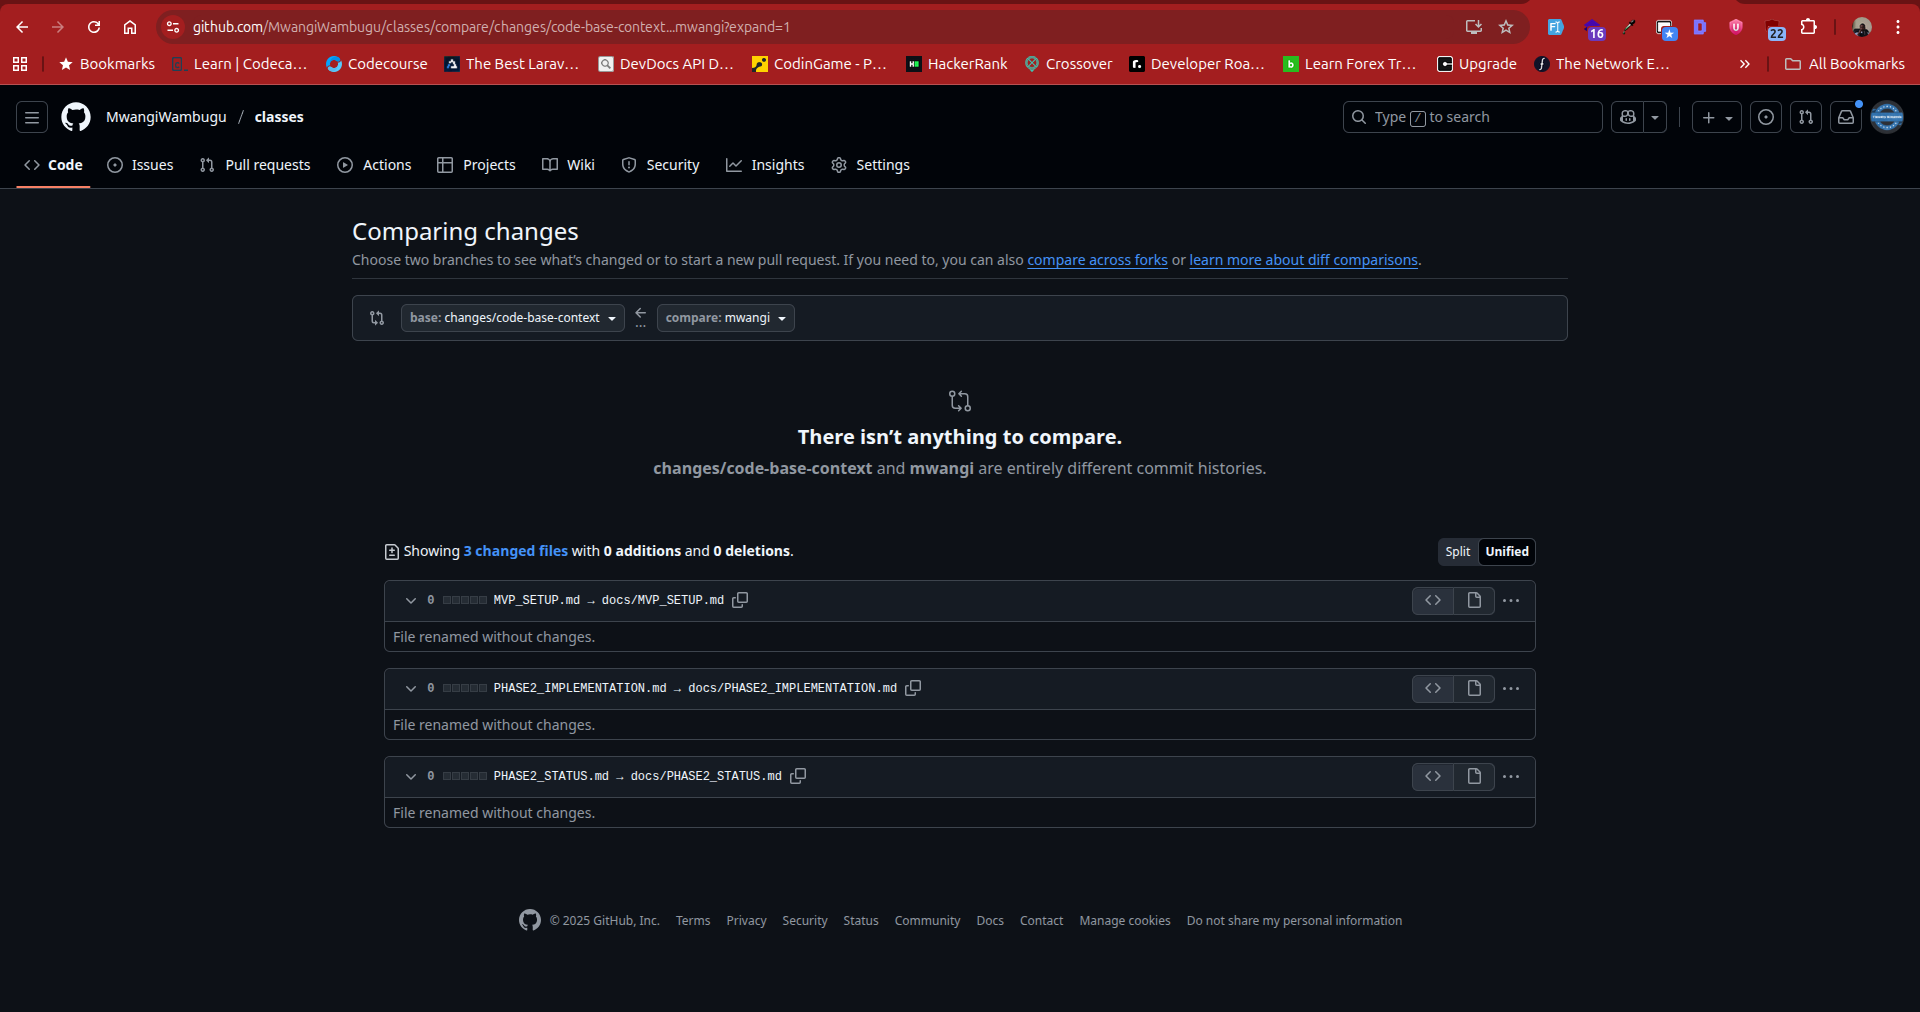 github.com/MwangiWambugu/classes/compare/changes/code-base-context...mwangi?expand=1
16
22
Bookmarks
Learn | Codeca...
Codecourse
The Best Larav...
DevDocs API D...
CodinGame - P...
HackerRank
Crossover
Developer Roa...
Learn Forex Tr...
Upgrade
The Network E...
All Bookmarks
MwangiWambugu / classes
Type / to search
Code
Issues
Pull requests
Actions
Projects
Wiki
Security
Insights
Settings
Comparing changes
Choose two branches to see what's changed or to start a new pull request. If you need to, you can also compare across forks or learn more about diff comparisons.
base: changes/code-base-context
...
compare: mwangi
There isn't anything to compare.
changes/code-base-context and mwangi are entirely different commit histories.
Showing 3 changed files with 0 additions and 0 deletions.
Split
Unified
0 MVP_SETUP.md → docs/MVP_SETUP.md
File renamed without changes.
0 PHASE2_IMPLEMENTATION.md → docs/PHASE2_IMPLEMENTATION.md
File renamed without changes.
0 PHASE2_STATUS.md → docs/PHASE2_STATUS.md
File renamed without changes.
© 2025 GitHub, Inc.
Terms
Privacy
Security
Status
Community
Docs
Contact
Manage cookies
Do not share my personal information